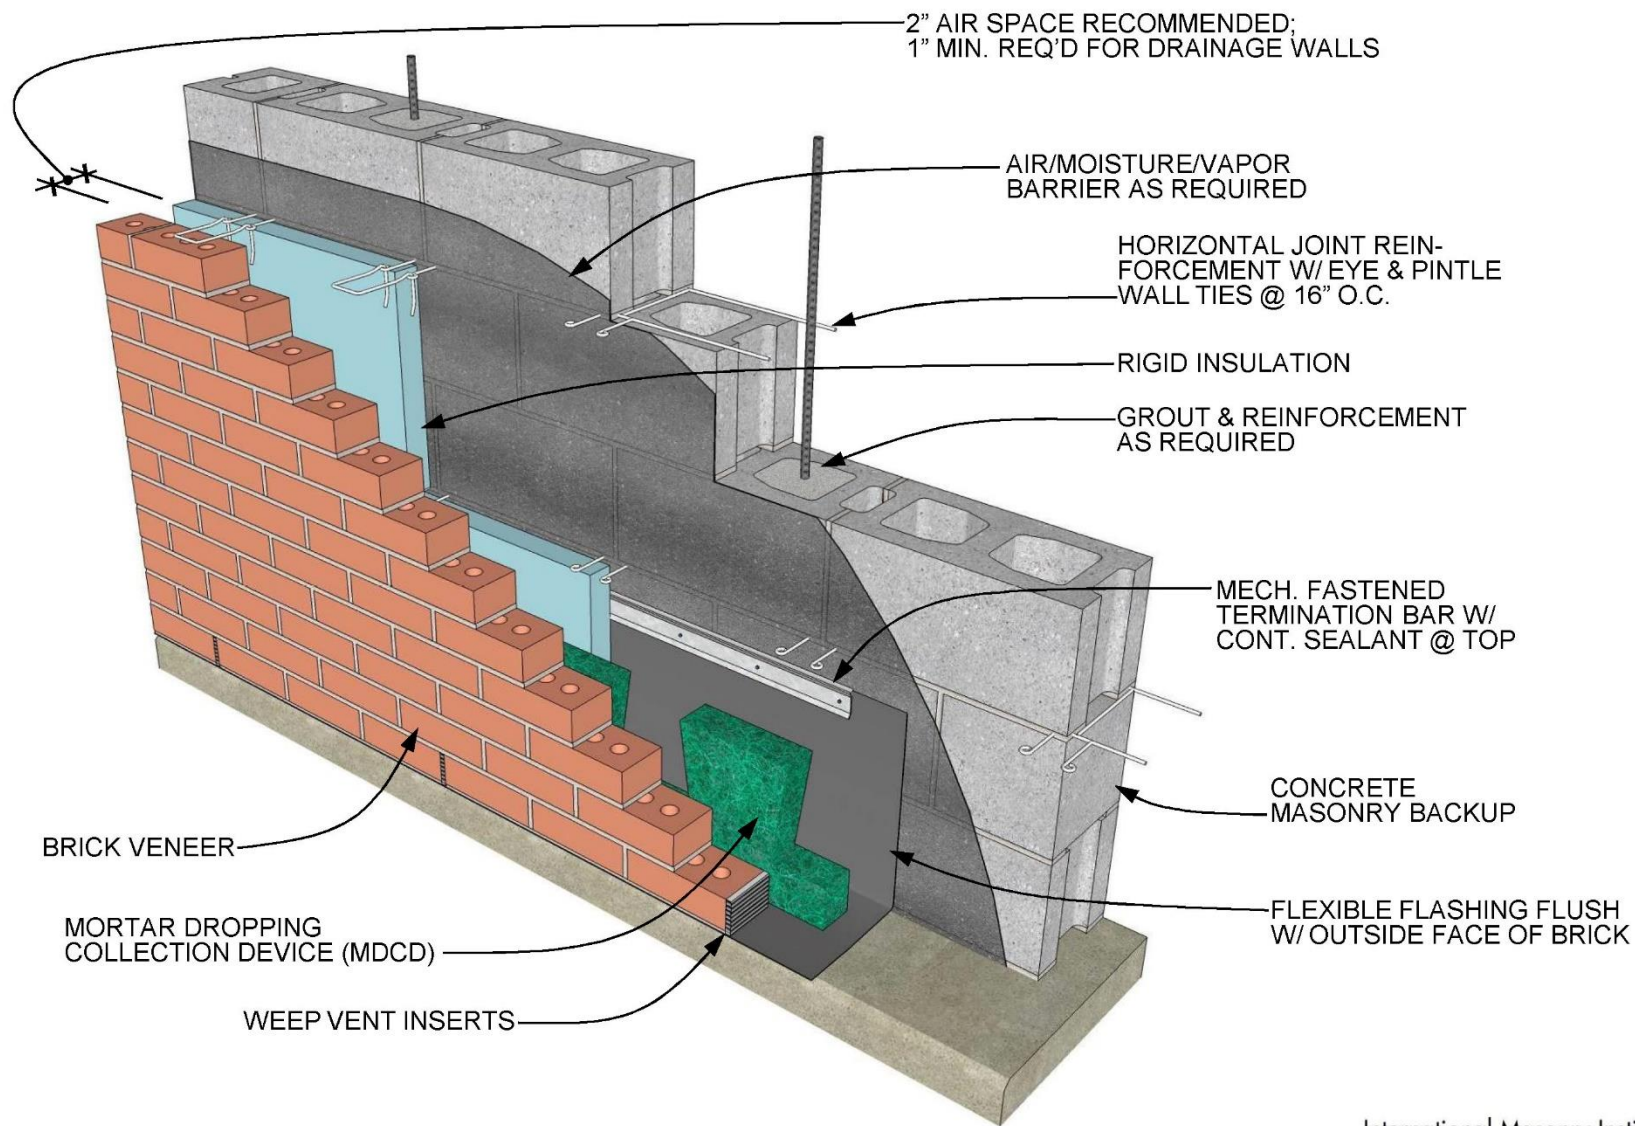 2” AIR SPACE RECOMMENDED;
1” MIN. REQ’D FOR DRAINAGE WALLS
AIR/MOISTURE/VAPOR
BARRIER AS REQUIRED
HORIZONTAL JOINT REIN-
FORCEMENT W/ EYE & PINTLE
WALL TIES @ 16” O.C.
RIGID INSULATION
GROUT & REINFORCEMENT
AS REQUIRED
MECH. FASTENED
TERMINATION BAR W/
CONT. SEALANT @ TOP
CONCRETE
MASONRY BACKUP
FLEXIBLE FLASHING FLUSH
W/ OUTSIDE FACE OF BRICK
BRICK VENEER
MORTAR DROPPING
COLLECTION DEVICE (MDCD)
WEEP VENT INSERTS